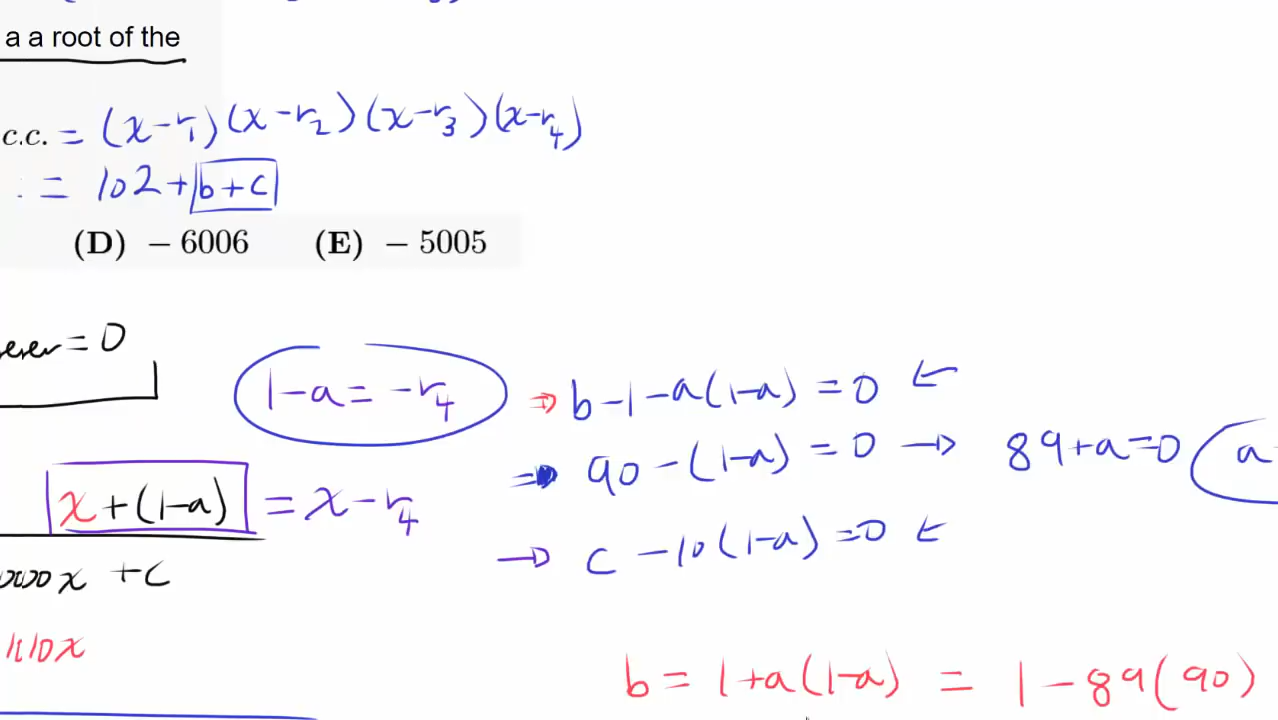 a a root of the
c.c. = (x-r₁)(x-r₂)(x-r₃)(x-r₄)
= 102+b+c
(D) - 6006 (E) - 5005
=0
1-a=-r₄ ⇒ b-1-a(1-a)=0 ←
⇒ 90-(1-a)=0 → 89+a=0 a
x+(1-a) = x-r₄
→ c-10(1-a)=0 ←
x +c
x
b = 1+a(1-a) = 1-89(90)